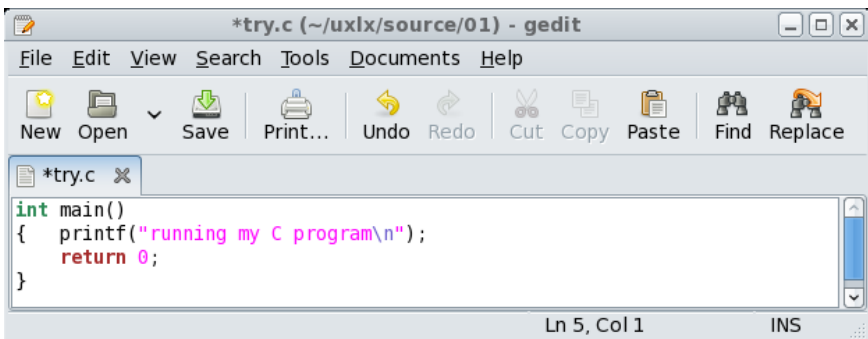 *try.c (~/uxlx/source/01) - gedit
File Edit View Search Tools Documents Help
New Open Save Print... Undo Redo Cut Copy Paste Find Replace
*try.c
int main()
{   printf("running my C program\n");
    return 0;
}
Ln 5, Col 1 INS